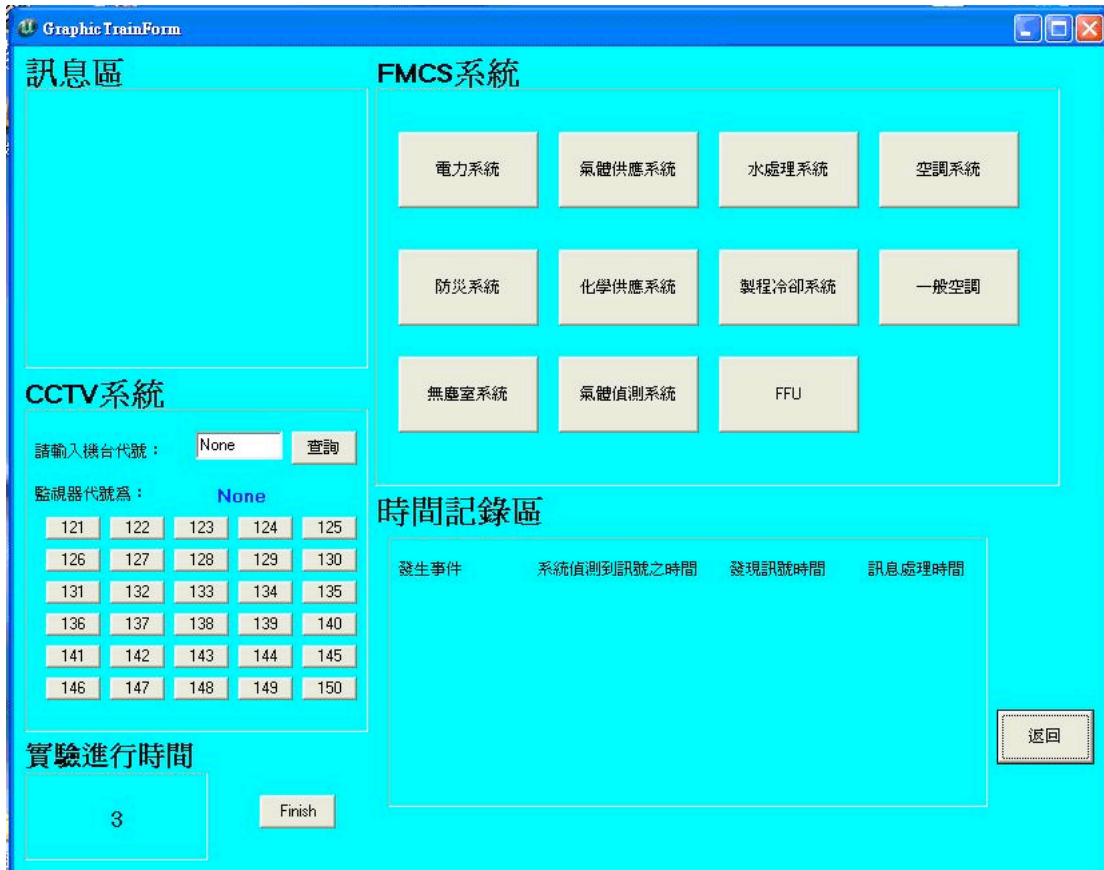 GraphicTrainForm
訊息區
FMCS系統
電力系統 氣體供應系統 水處理系統 空調系統
防災系統 化學供應系統 製程冷卻系統 一般空調
無塵室系統 氣體偵測系統 FFU
CCTV系統
請輸入機台代號： None 查詢
監視器代號為： None
121 122 123 124 125
126 127 128 129 130
131 132 133 134 135
136 137 138 139 140
141 142 143 144 145
146 147 148 149 150
時間記錄區
發生事件 系統偵測到訊號之時間 發現訊號時間 訊息處理時間
返回
實驗進行時間
3
Finish